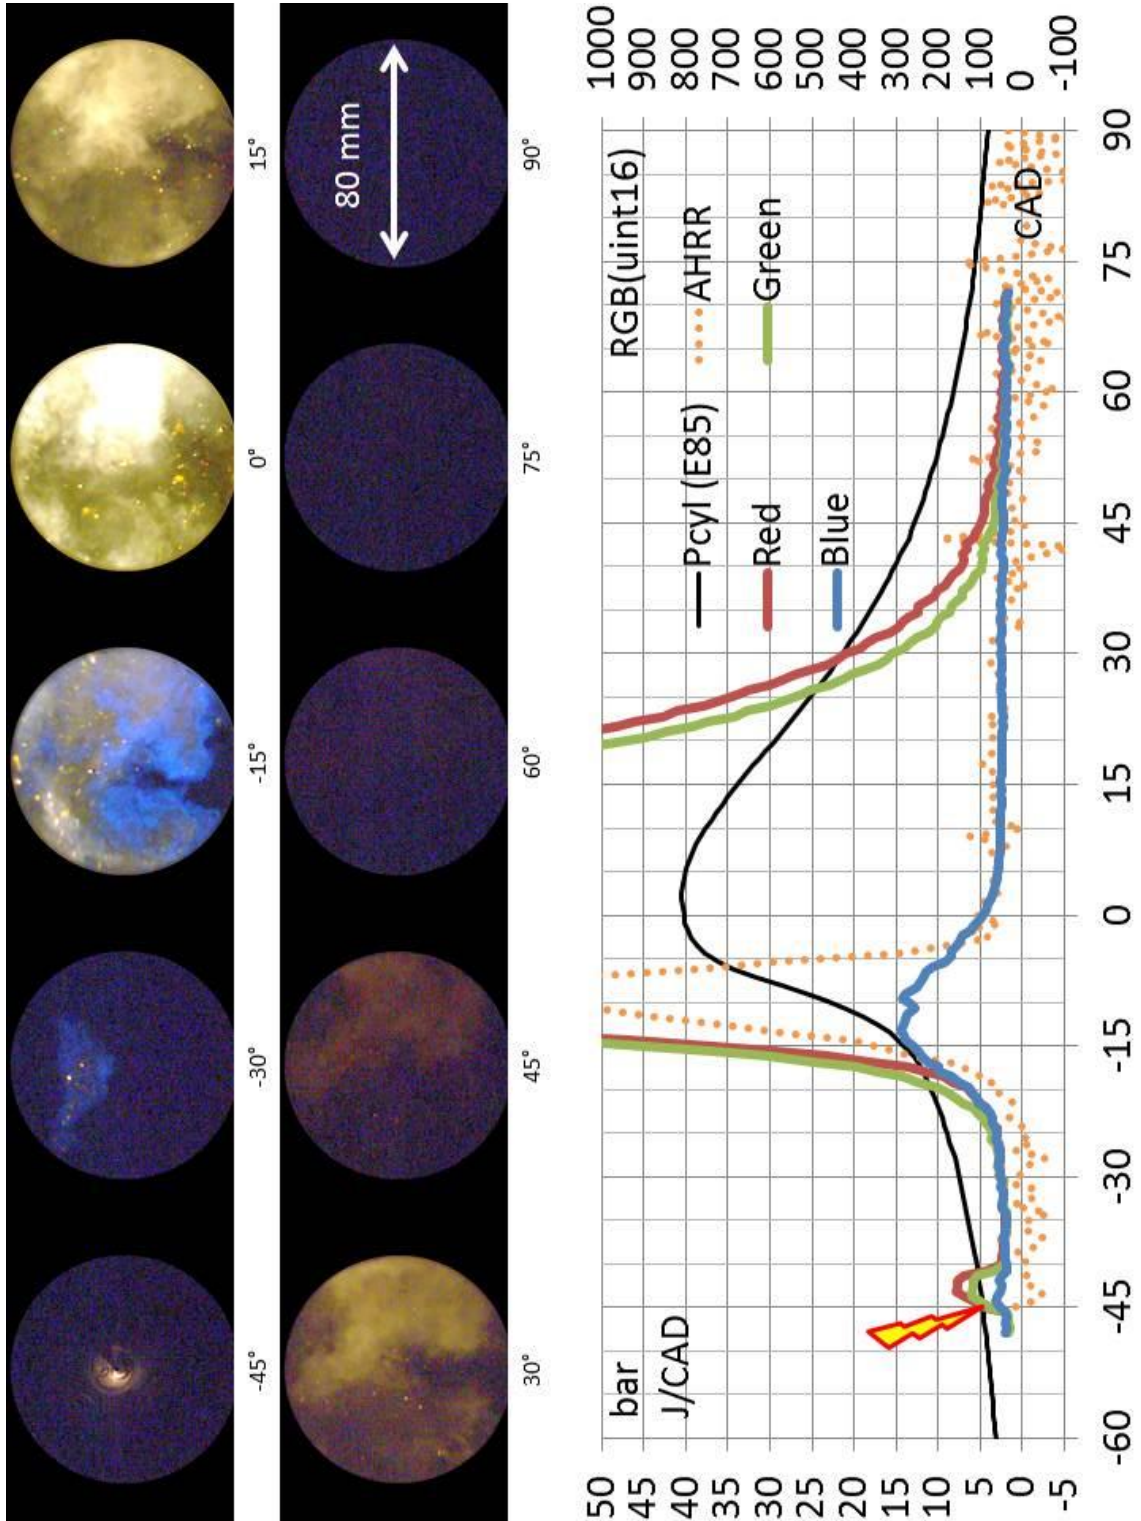 -45° -30° -15° 0° 15°
80 mm
30° 45° 60° 75° 90°
bar
J/CAD
RGB(uint16)
Pcyl (E85) AHRR
Red Green
Blue
50 1000
45 900
40 800
35 700
30 600
25 500
20 400
15 300
10 200
5 100
0 0
-5 -100
CAD
-60 -45 -30 -15 0 15 30 45 60 75 90